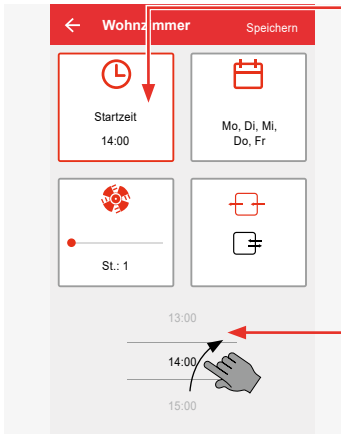 Wohnzimmer
Speichern
Startzeit
14:00
Mo, Di, Mi,
Do, Fr
St.: 1
13:00
14:00
15:00